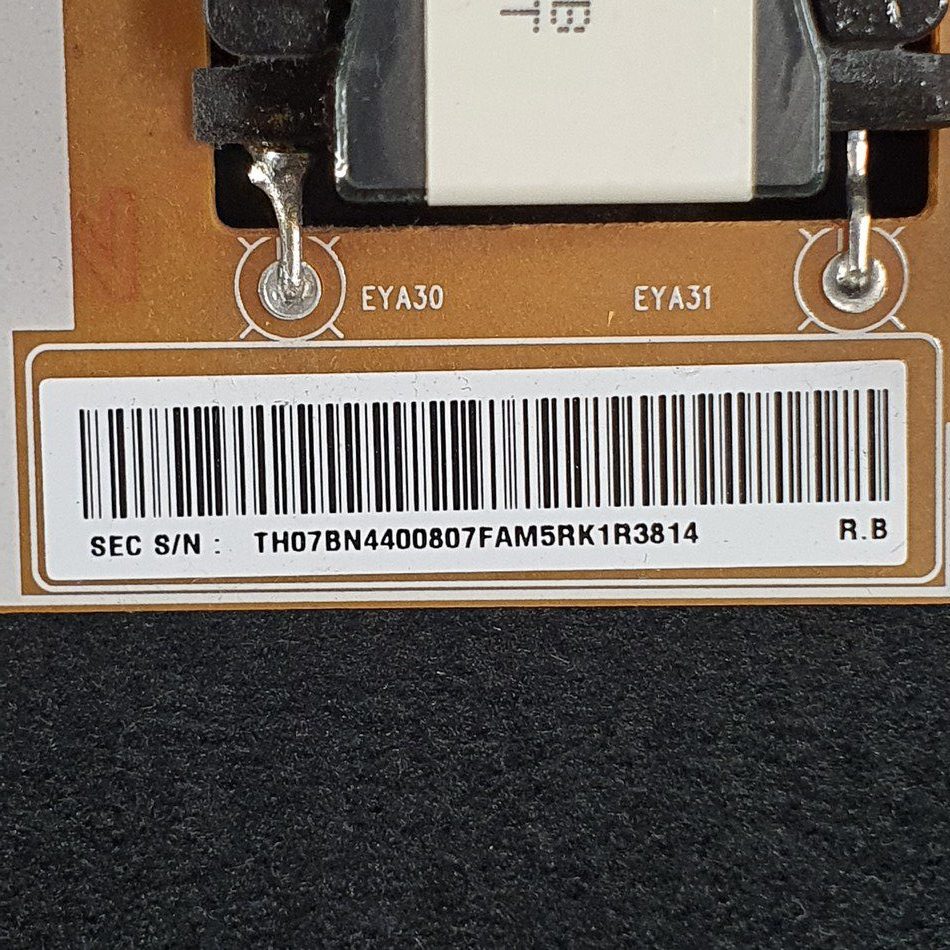 EYA30 EYA31
SEC S/N : TH07BN4400807FAM5RK1R3814 R.B